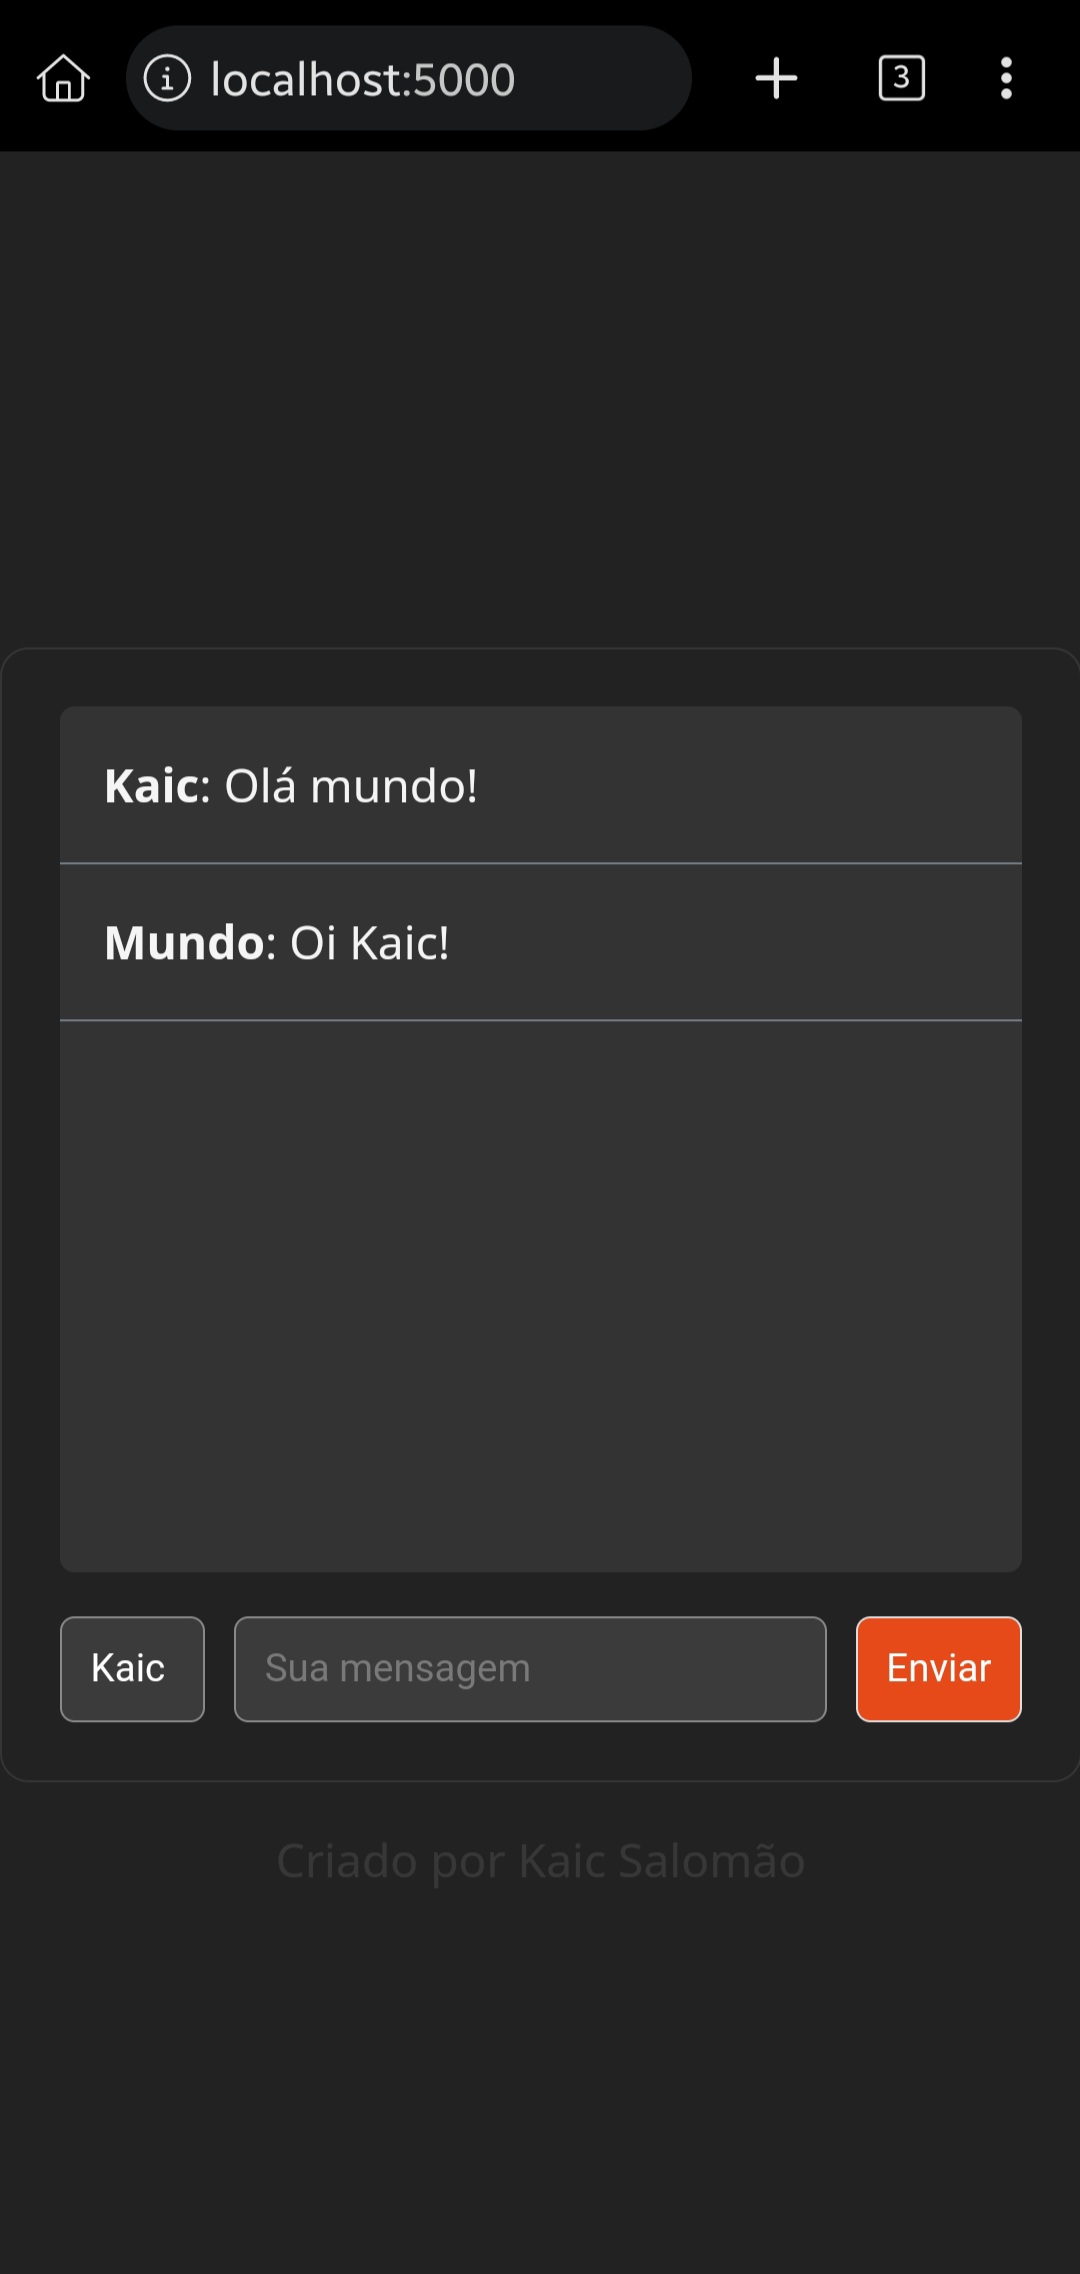 localhost:5000
3
Kaic: Olá mundo!
Mundo: Oi Kaic!
Kaic
Sua mensagem
Enviar
Criado por Kaic Salomão